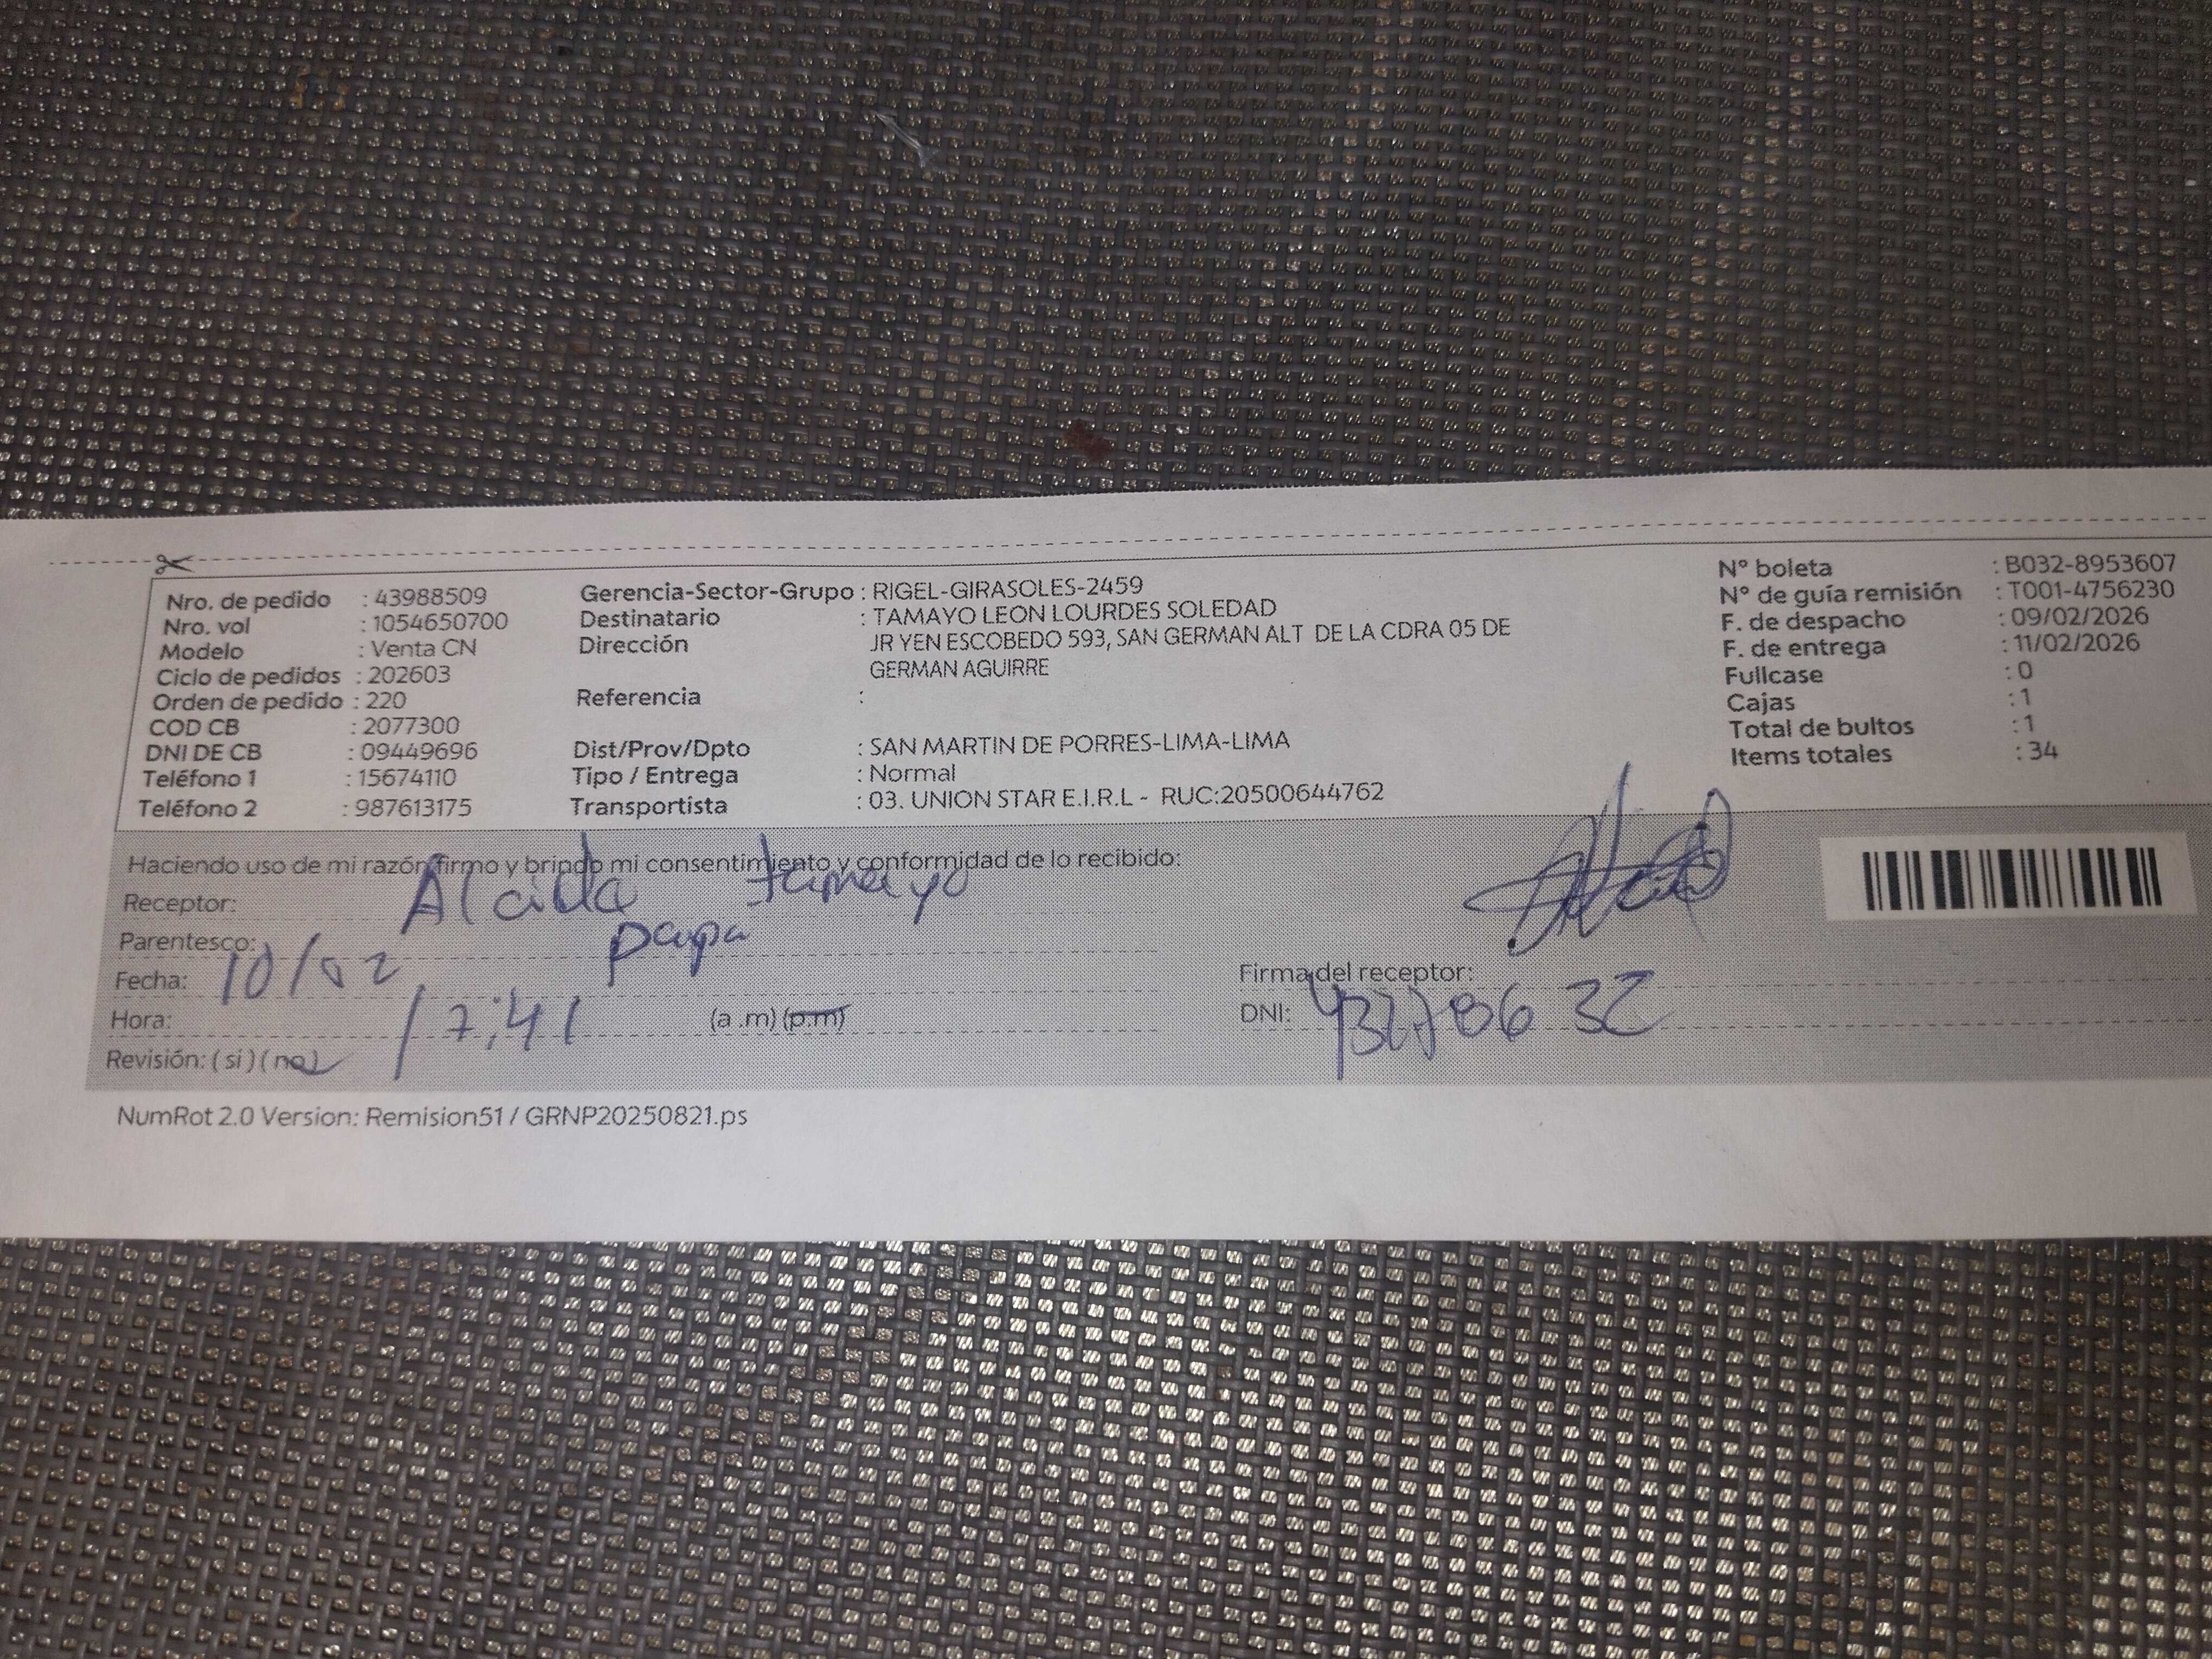 Nro. de pedido : 43988509
Nro. vol : 1054650700
Modelo : Venta CN
Ciclo de pedidos : 202603
Orden de pedido : 220
COD CB : 2077300
DNI DE CB : 09449696
Teléfono 1 : 15674110
Teléfono 2 : 987613175
Gerencia-Sector-Grupo : RIGEL-GIRASOLES-2459
Destinatario : TAMAYO LEON LOURDES SOLEDAD
Dirección JR YEN ESCOBEDO 593, SAN GERMAN ALT DE LA CDRA 05 DE
GERMAN AGUIRRE
Referencia :
Dist/Prov/Dpto : SAN MARTIN DE PORRES-LIMA-LIMA
Tipo / Entrega : Normal
Transportista : 03. UNION STAR E.I.R.L - RUC:20500644762
N° boleta : B032-8953607
N° de guía remisión : T001-4756230
F. de despacho : 09/02/2026
F. de entrega : 11/02/2026
Fullcase : 0
Cajas : 1
Total de bultos : 1
Items totales : 34
Haciendo uso de mi razón firmo y brindo mi consentimiento y conformidad de lo recibido:
Receptor: tamayo
Parentesco: papa
Fecha: 10/02
Hora: 17:41 (a .m) (p.m)
Revisión: ( si ) ( no )
Firma del receptor:
DNI:
NumRot 2.0 Version: Remision51 / GRNP20250821.ps